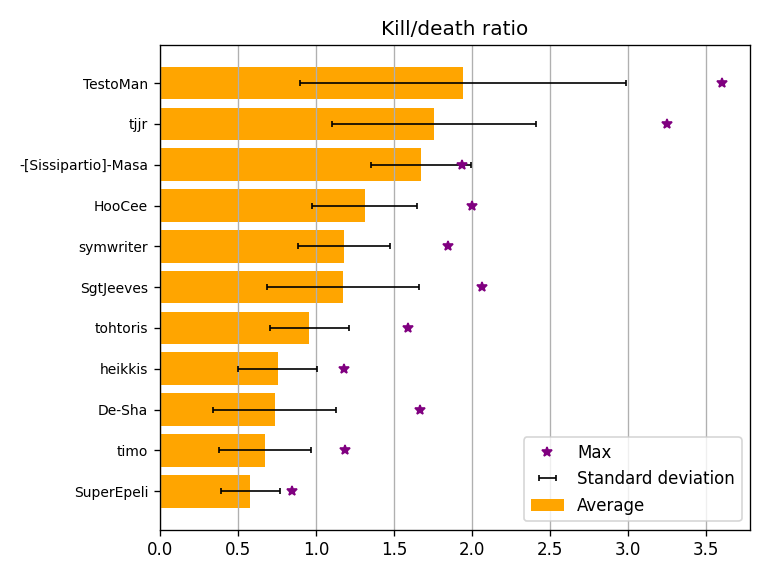 Kill/death ratio
TestoMan
tjjr
-[Sissipartio]-Masa
HooCee
symwriter
SgtJeeves
tohtoris
heikkis
De-Sha
timo
SuperEpeli
Max
Standard deviation
Average
0.0 0.5 1.0 1.5 2.0 2.5 3.0 3.5